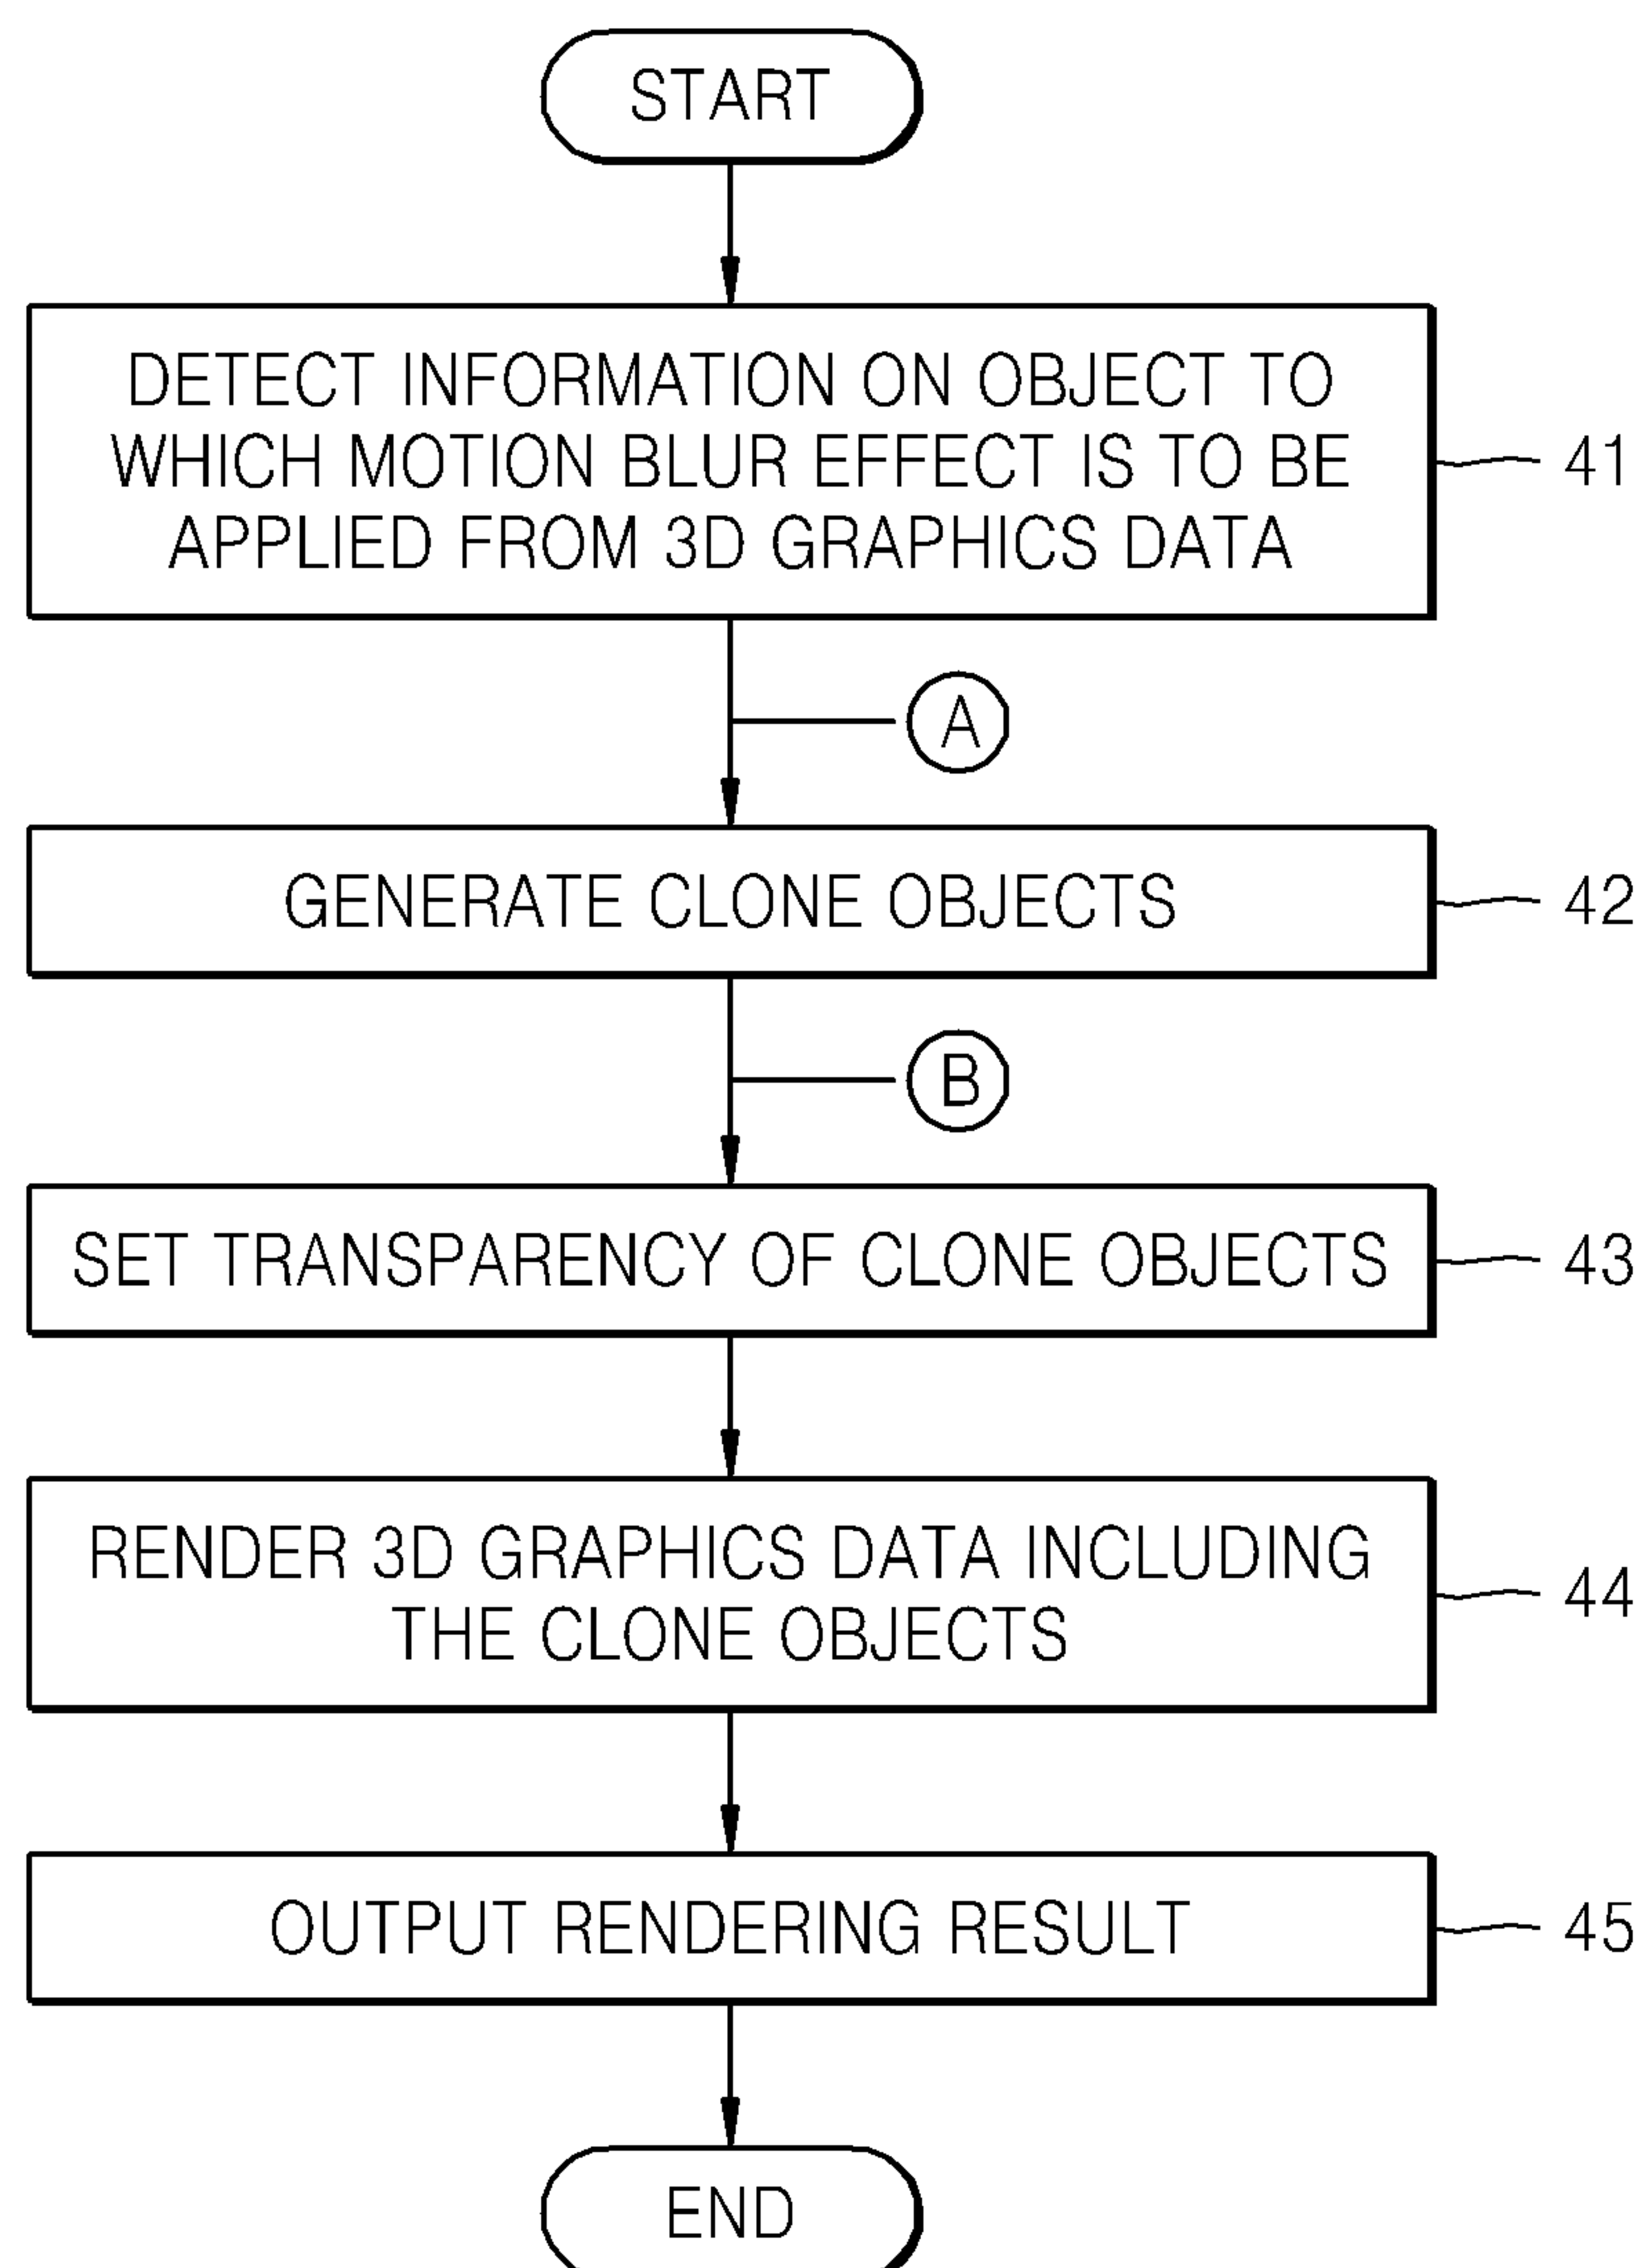 START
DETECT INFORMATION ON OBJECT TO
WHICH MOTION BLUR EFFECT IS TO BE
APPLIED FROM 3D GRAPHICS DATA
41
A
GENERATE CLONE OBJECTS
42
B
SET TRANSPARENCY OF CLONE OBJECTS
43
RENDER 3D GRAPHICS DATA INCLUDING
THE CLONE OBJECTS
44
OUTPUT RENDERING RESULT
45
END